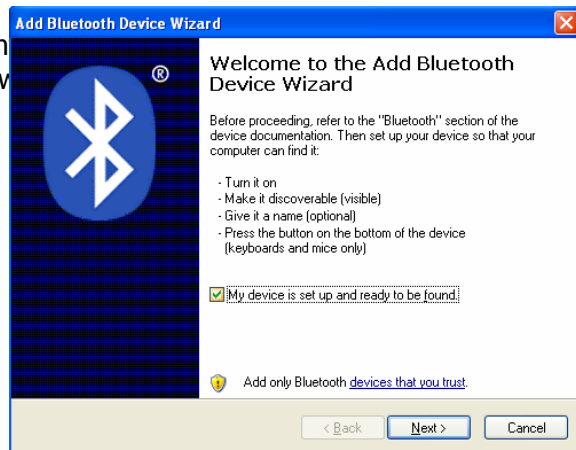 Add Bluetooth Device Wizard
®
Welcome to the Add Bluetooth
Device Wizard
Before proceeding, refer to the "Bluetooth" section of the
device documentation. Then set up your device so that your
computer can find it:
- Turn it on
- Make it discoverable (visible)
- Give it a name (optional)
- Press the button on the bottom of the device
(keyboards and mice only)
My device is set up and ready to be found.
Add only Bluetooth devices that you trust.
< Back
Next >
Cancel